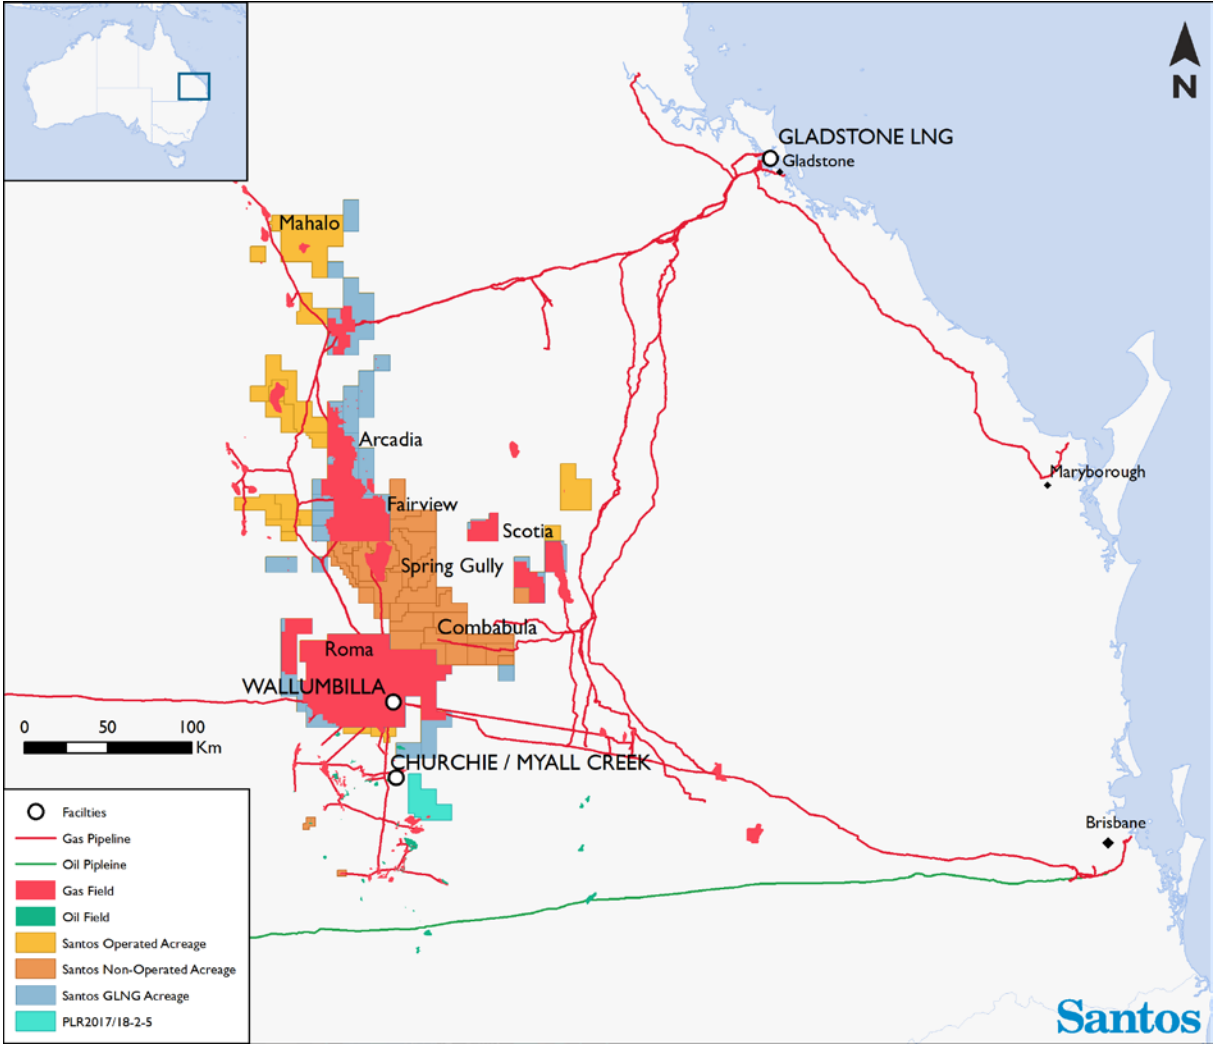 N
GLADSTONE LNG
Gladstone
Mahalo
Arcadia
Maryborough
Fairview
Scotia
Spring Gully
Combabula
Roma
WALLUMBILLA
0 50 100
Km
CHURCHIE / MYALL CREEK
Brisbane
Facilties
Gas Pipeline
Oil Pipleine
Gas Field
Oil Field
Santos Operated Acreage
Santos Non-Operated Acreage
Santos GLNG Acreage
PLR2017/18-2-5
Santos